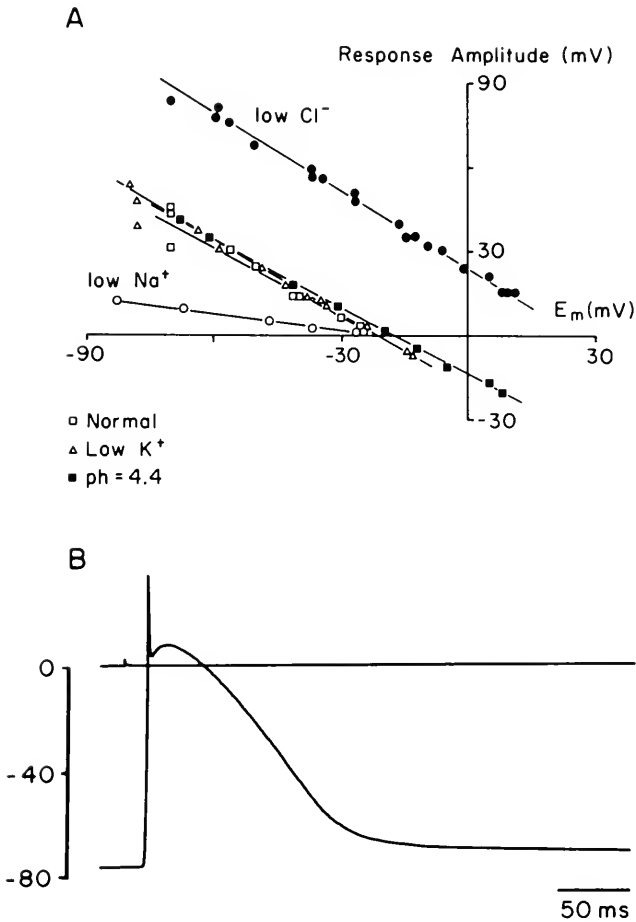 A
Response Amplitude (mV)
90
low Cl⁻
30
low Na⁺
Eₘ(mV)
-90
-30
30
-30
Normal
Low K⁺
ph = 4.4
B
0
-40
-80
50 ms